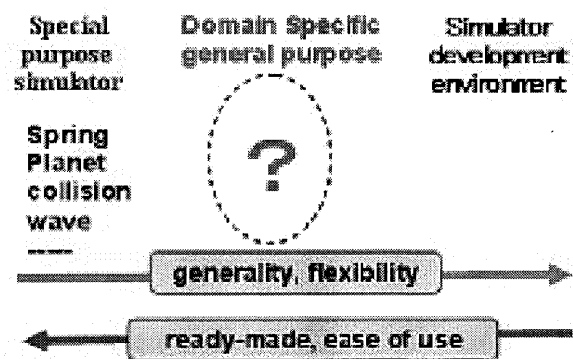 Special
purpose
simulator
Domain Specific
general purpose
Simulator
development
environment
Spring
Planet
collision
wave
-----
?
generality, flexibility
ready-made, ease of use